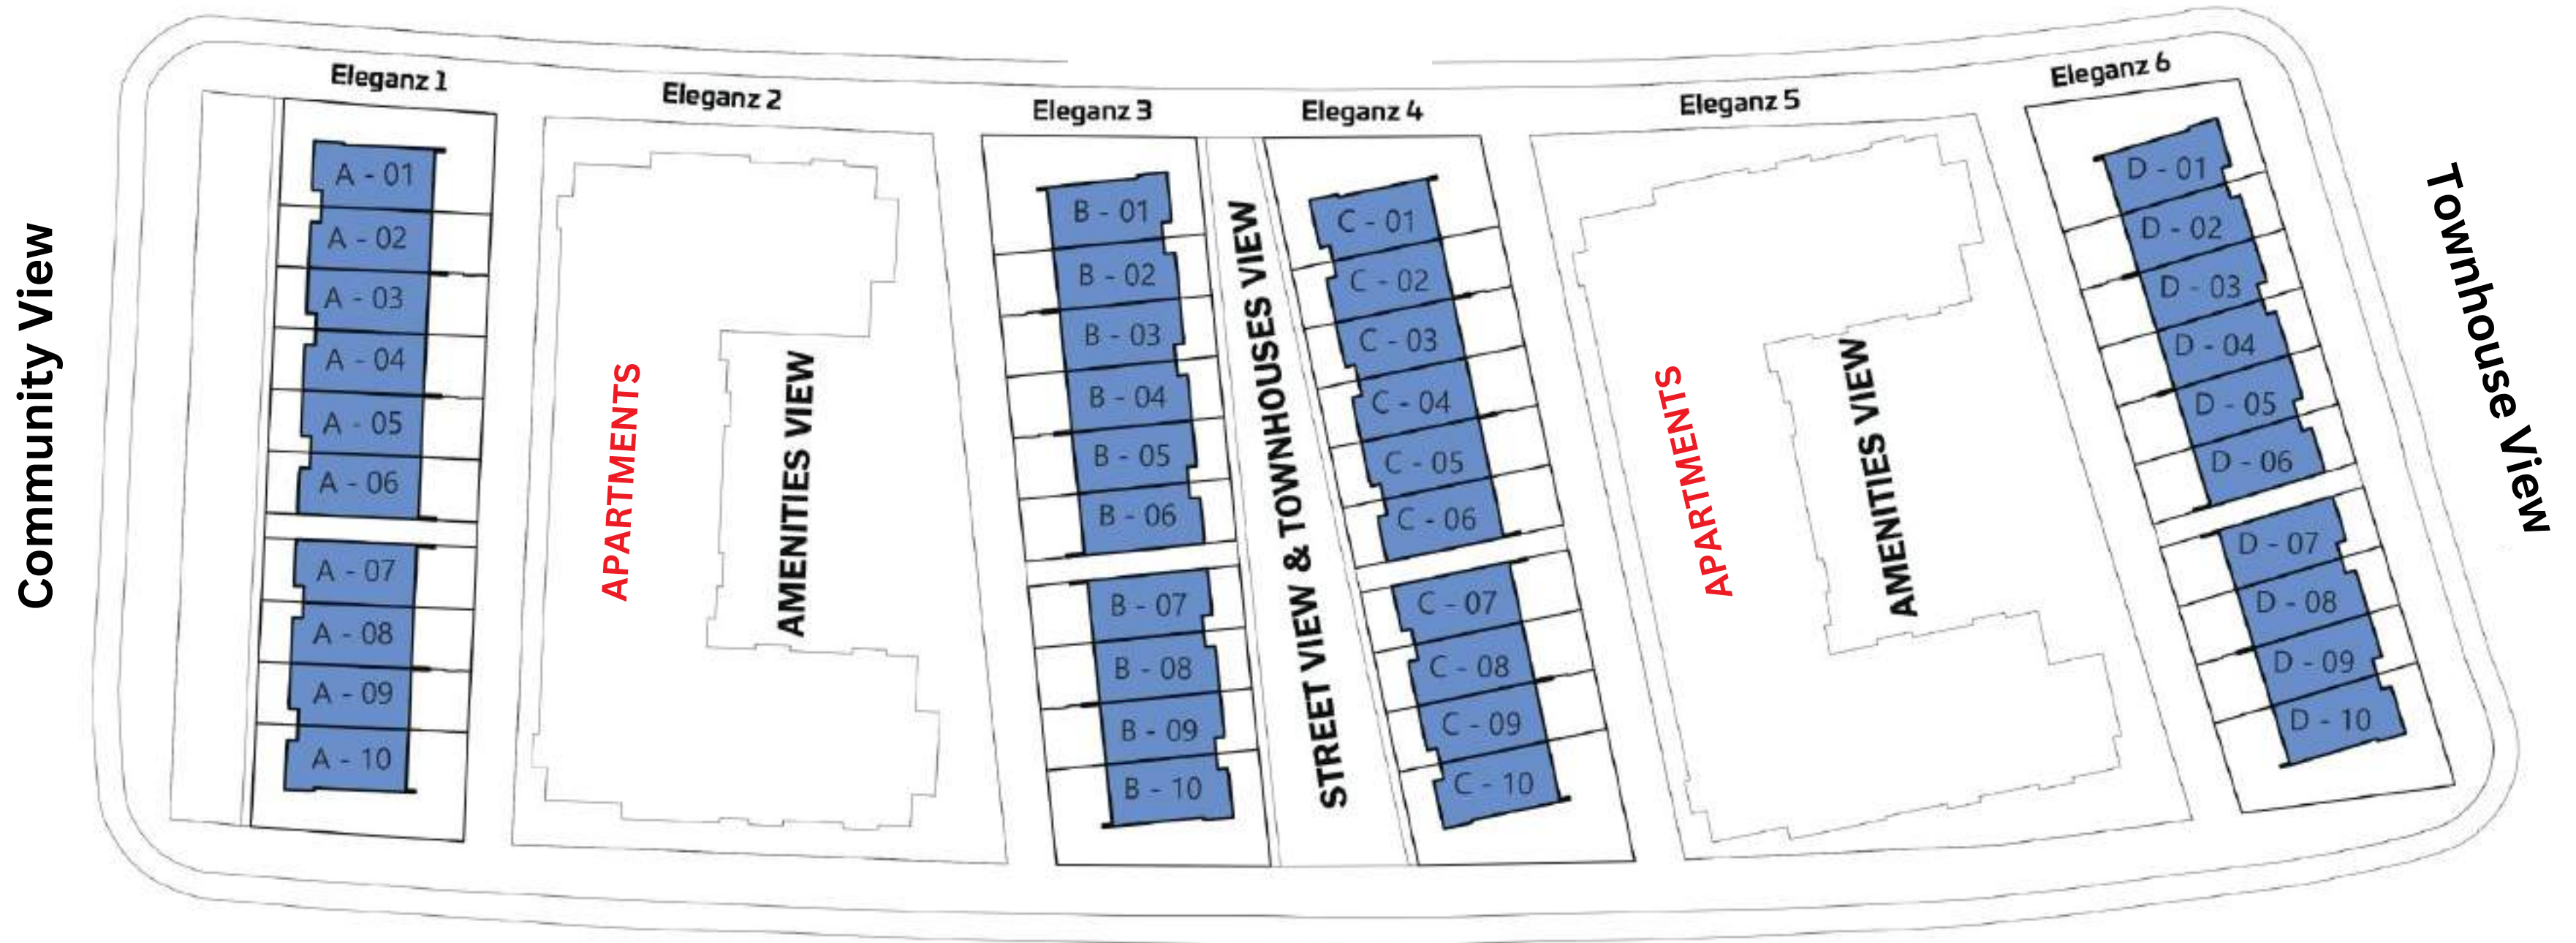 Community View
Eleganz 1
A - 01
A - 02
A - 03
A - 04
A - 05
A - 06
A - 07
A - 08
A - 09
A - 10
Eleganz 2
APARTMENTS
AMENITIES VIEW
Eleganz 3
B - 01
B - 02
B - 03
B - 04
B - 05
B - 06
B - 07
B - 08
B - 09
B - 10
STREET VIEW & TOWNHOUSES VIEW
Eleganz 4
C - 01
C - 02
C - 03
C - 04
C - 05
C - 06
C - 07
C - 08
C - 09
C - 10
Eleganz 5
APARTMENTS
AMENITIES VIEW
Eleganz 6
D - 01
D - 02
D - 03
D - 04
D - 05
D - 06
D - 07
D - 08
D - 09
D - 10
Townhouse View